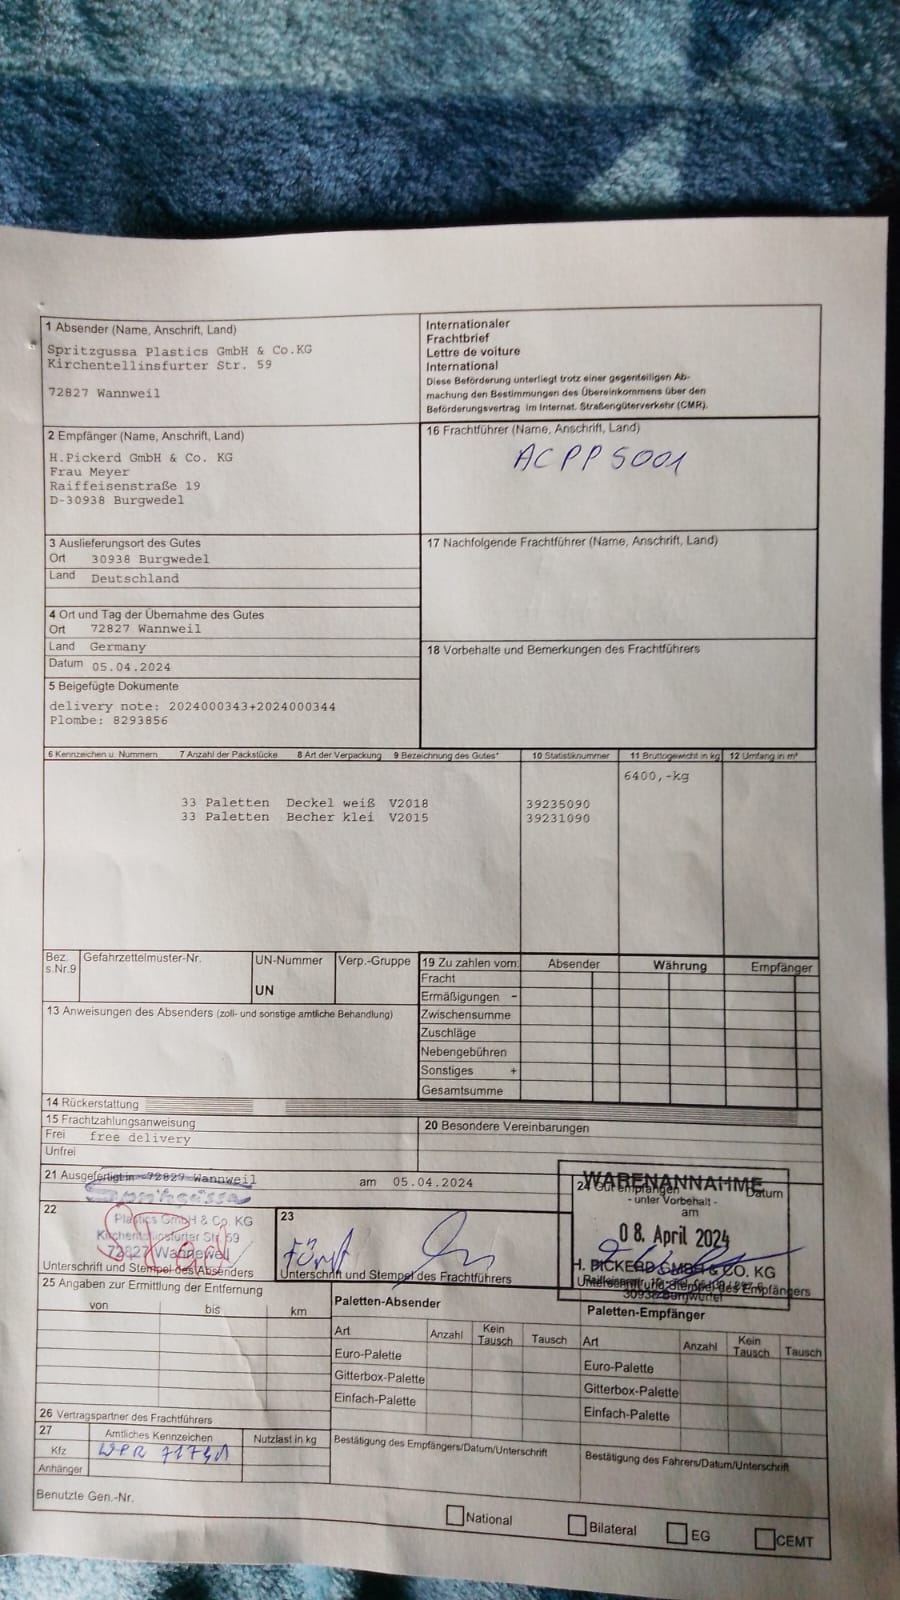 1 Absender (Name, Anschrift, Land)
Spritzgussa Plastics GmbH & Co.KG
Kirchentellinsfurter Str. 59
72827 Wannweil
Internationaler
Frachtbrief
Lettre de voiture
International
Diese Beförderung unterliegt trotz einer gegenteiligen Ab-
machung den Bestimmungen des Übereinkommens über den
Beförderungsvertrag im Internat. Straßengüterverkehr (CMR).
2 Empfänger (Name, Anschrift, Land)
H.Pickerd GmbH & Co. KG
Frau Meyer
Raiffeisenstraße 19
D-30938 Burgwedel
16 Frachtführer (Name, Anschrift, Land)
ACPP5001
3 Auslieferungsort des Gutes
Ort 30938 Burgwedel
Land Deutschland
17 Nachfolgende Frachtführer (Name, Anschrift, Land)
4 Ort und Tag der Übernahme des Gutes
Ort 72827 Wannweil
Land Germany
Datum 05.04.2024
18 Vorbehalte und Bemerkungen des Frachtführers
5 Beigefügte Dokumente
delivery note: 2024000343+2024000344
Plombe: 8293856
6 Kennzeichen u. Nummern 7 Anzahl der Packstücke 8 Art der Verpackung 9 Bezeichnung des Gutes* 10 Statistiknummer 11 Bruttogewicht in kg 12 Umfang in m³
6400,-kg
33 Paletten Deckel weiß V2018 39235090
33 Paletten Becher klei V2015 39231090
Bez. s.Nr.9 Gefahrzettelmuster-Nr. UN-Nummer Verp.-Gruppe
UN
19 Zu zahlen vom: Absender Währung Empfänger
Fracht
Ermäßigungen -
Zwischensumme
Zuschläge
Nebengebühren
Sonstiges +
Gesamtsumme
13 Anweisungen des Absenders (zoll- und sonstige amtliche Behandlung)
14 Rückerstattung
15 Frachtzahlungsanweisung
Frei free delivery
Unfrei
20 Besondere Vereinbarungen
21 Ausgefertigt in 72827 Wannweil am 05.04.2024
22
Plastics GmbH & Co. KG
Kirchentellinsfurter Str. 59
Unterschrift und Stempel des Absenders
23
Fürst
Unterschrift und Stempel des Frachtführers
24 Gut empfangen Datum
WARENANNAHME
- unter Vorbehalt -
am
08. April 2024
H. PICKERD GMBH & CO. KG
30938 Burgwedel
Unterschrift und Stempel des Empfängers
25 Angaben zur Ermittlung der Entfernung
von bis km
Paletten-Absender
Art Anzahl Kein Tausch Tausch
Euro-Palette
Gitterbox-Palette
Einfach-Palette
Bestätigung des Empfängers/Datum/Unterschrift
Paletten-Empfänger
Art Anzahl Kein Tausch Tausch
Euro-Palette
Gitterbox-Palette
Einfach-Palette
Bestätigung des Fahrers/Datum/Unterschrift
26 Vertragspartner des Frachtführers
27 Amtliches Kennzeichen Nutzlast in kg
Kfz WPR
Anhänger
Benutzte Gen.-Nr.
National Bilateral EG CEMT